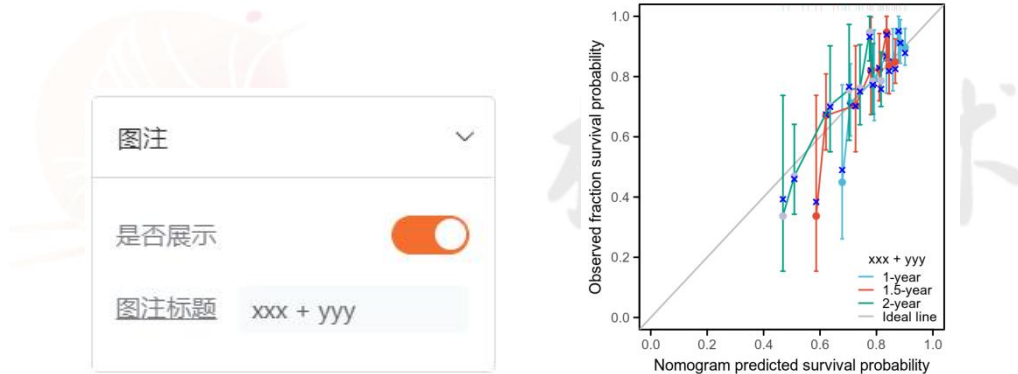 图注
是否展示
图注标题
xxx + yyy
Observed fraction survival probability
1.0
0.8
0.6
0.4
0.2
0.0
xxx + yyy
1-year
1.5-year
2-year
Ideal line
0.0 0.2 0.4 0.6 0.8 1.0
Nomogram predicted survival probability